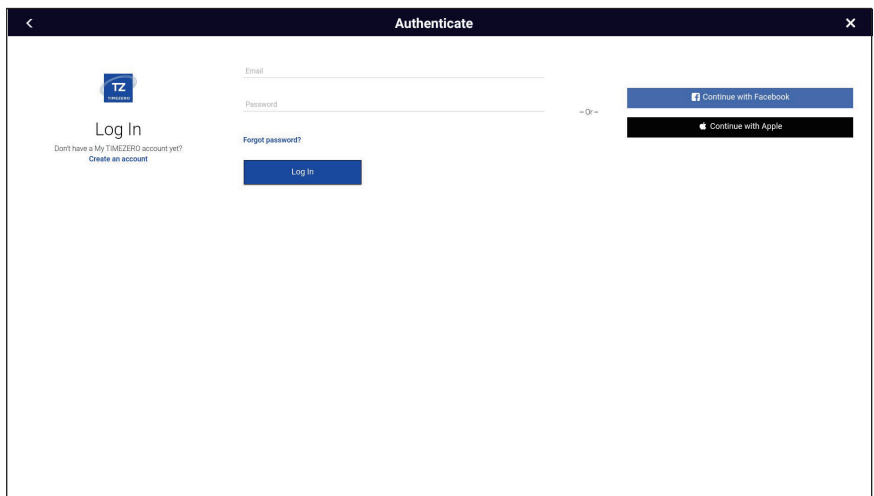 Authenticate
TZ
TIMEZERO
Log In
Don't have a My TIMEZERO account yet?
Create an account
Email
Password
Forgot password?
Log In
– Or –
Continue with Facebook
Continue with Apple